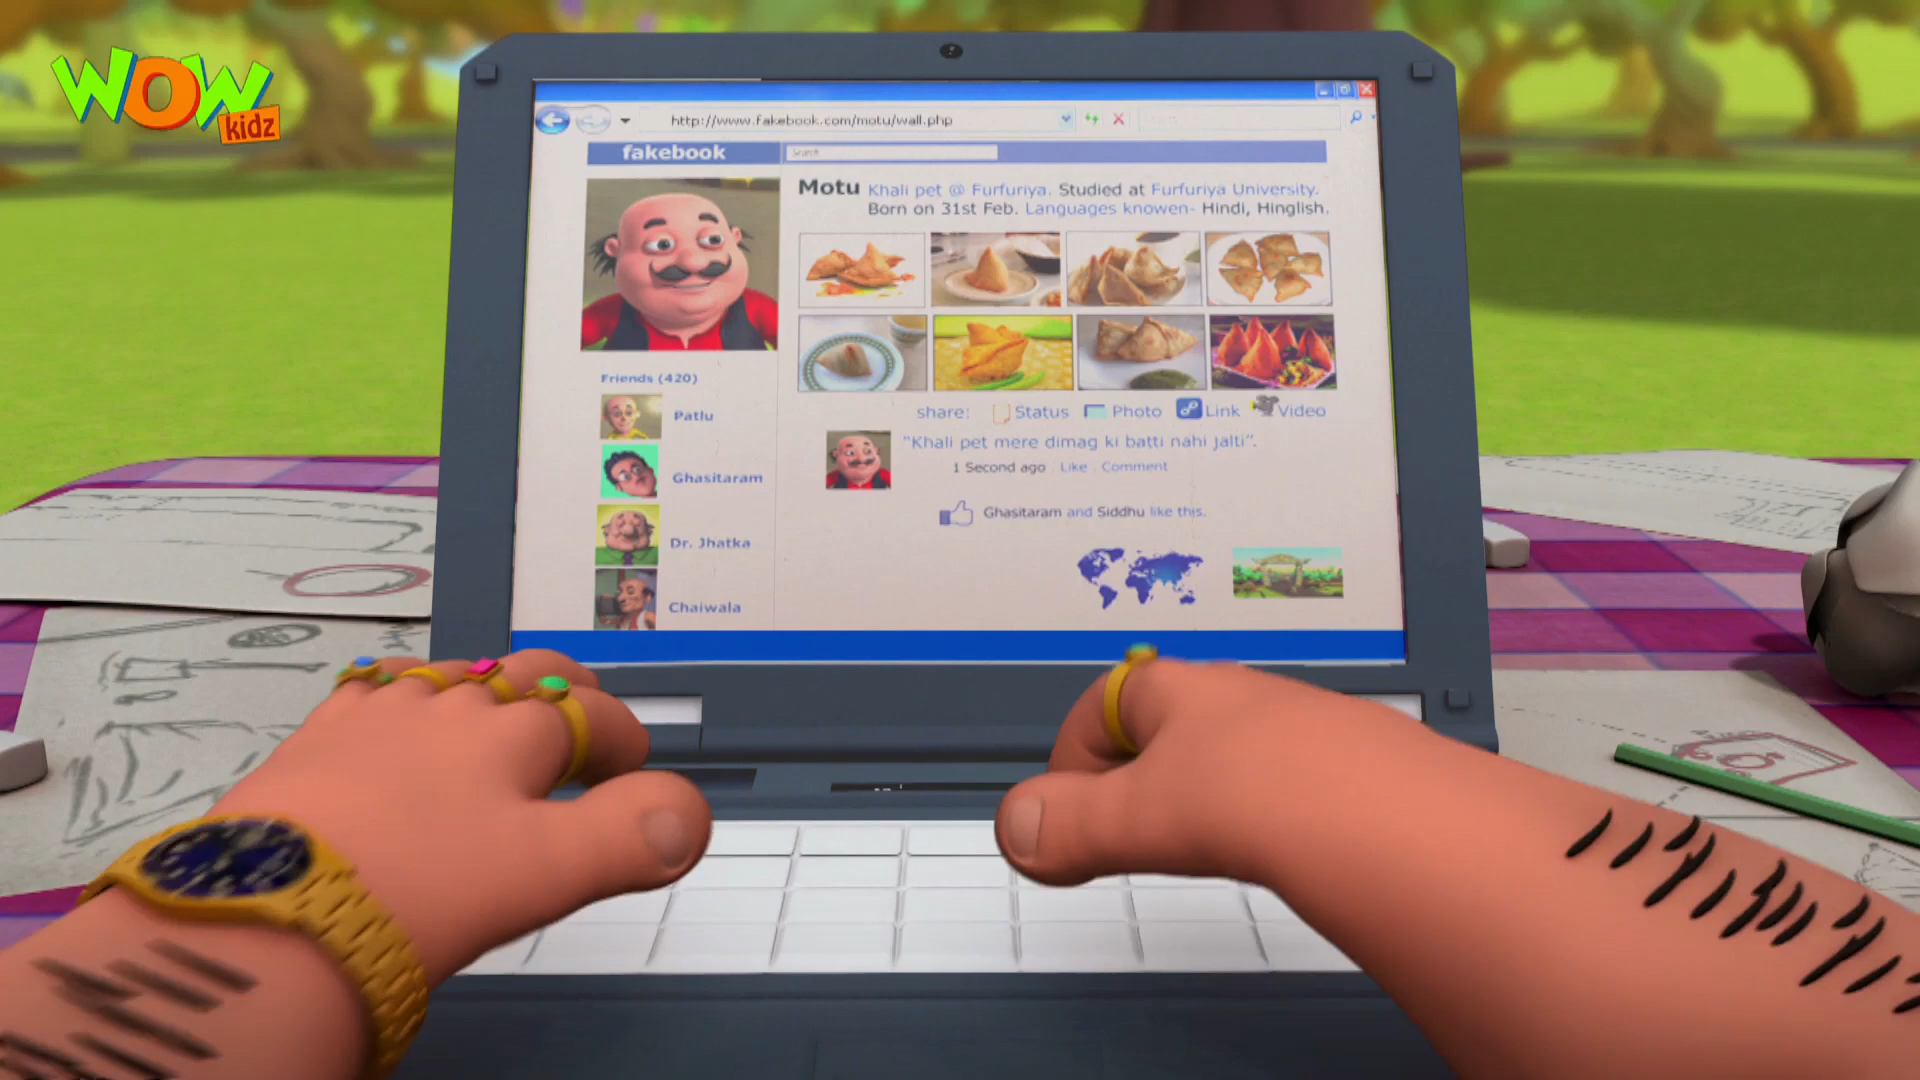 WOW
kidz
http://www.fakebook.com/motu/wall.php
fakebook
Search
Motu Khali pet @ Furfuriya. Studied at Furfuriya University.
Born on 31st Feb. Languages knowen- Hindi, Hinglish.
Friends (420)
Patlu
Ghasitaram
Dr. Jhatka
Chaiwala
share: Status Photo Link Video
"Khali pet mere dimag ki batti nahi jalti".
1 Second ago . Like . Comment
Ghasitaram and Siddhu like this.